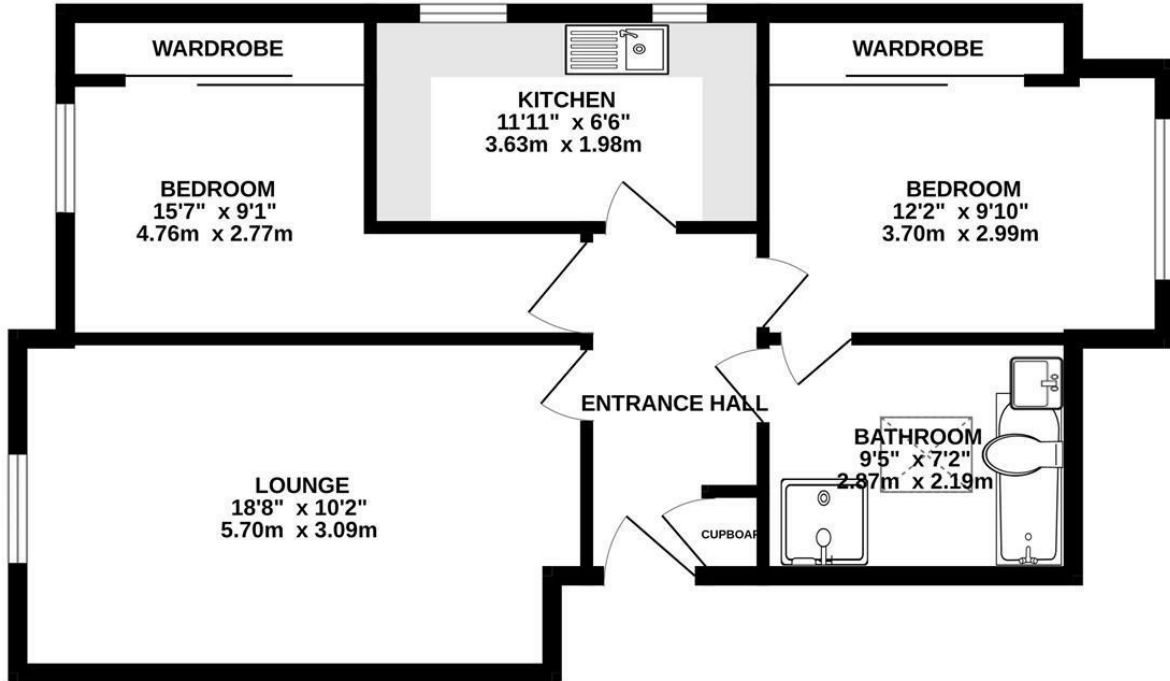 WARDROBE
WARDROBE
KITCHEN
11'11" x 6'6"
3.63m x 1.98m
BEDROOM
15'7" x 9'1"
4.76m x 2.77m
BEDROOM
12'2" x 9'10"
3.70m x 2.99m
ENTRANCE HALL
BATHROOM
9'5" x 7'2"
2.87m x 2.19m
LOUNGE
18'8" x 10'2"
5.70m x 3.09m
CUPBOAR